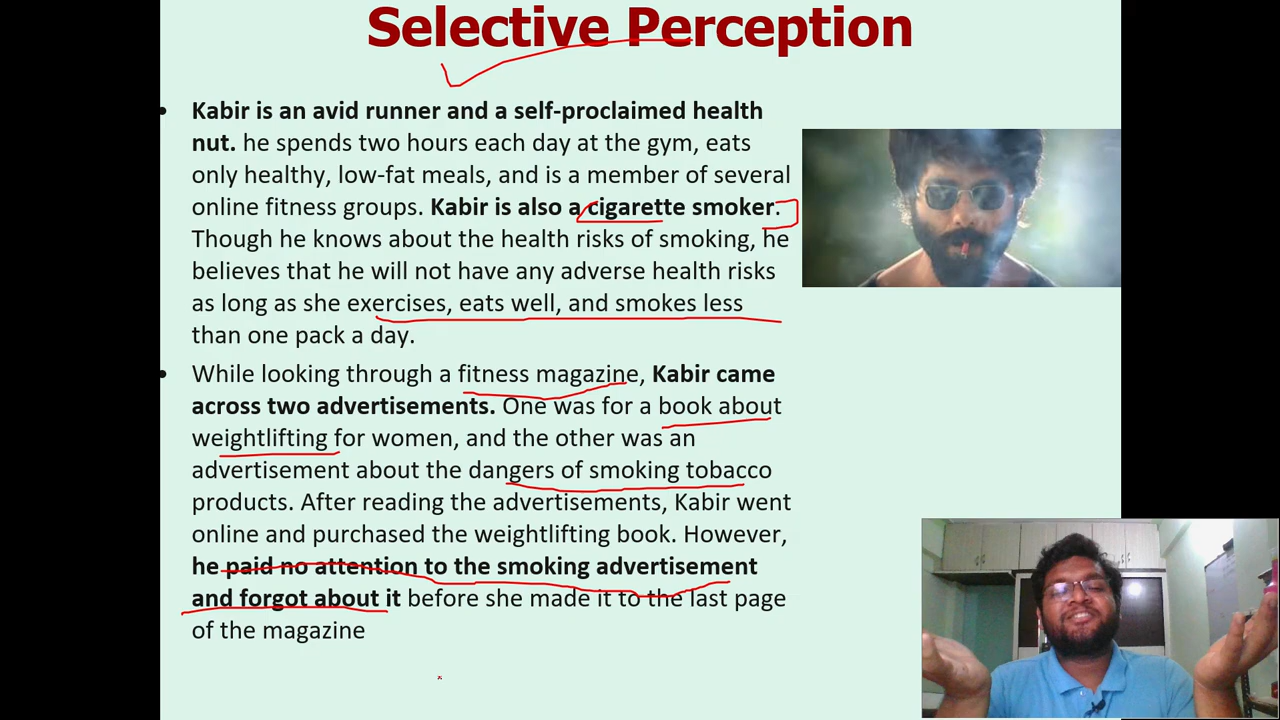 Selective Perception
• Kabir is an avid runner and a self-proclaimed health
nut. he spends two hours each day at the gym, eats
only healthy, low-fat meals, and is a member of several
online fitness groups. Kabir is also a cigarette smoker.
Though he knows about the health risks of smoking, he
believes that he will not have any adverse health risks
as long as she exercises, eats well, and smokes less
than one pack a day.
• While looking through a fitness magazine, Kabir came
across two advertisements. One was for a book about
weightlifting for women, and the other was an
advertisement about the dangers of smoking tobacco
products. After reading the advertisements, Kabir went
online and purchased the weightlifting book. However,
he paid no attention to the smoking advertisement
and forgot about it before she made it to the last page
of the magazine